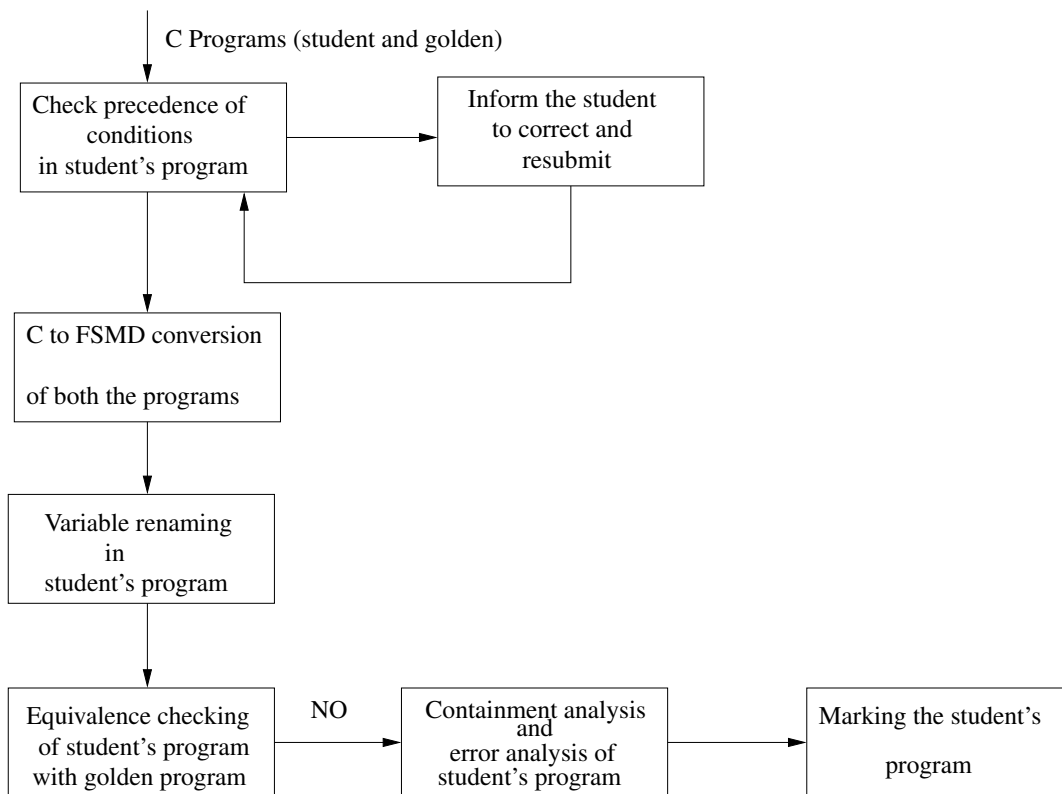 C Programs (student and golden)
Check precedence of
conditions
in student's program
Inform the student
to correct and
resubmit
C to FSMD conversion
of both the programs
Variable renaming
in
student's program
Equivalence checking
of student's program
with golden program
NO
Containment analysis
and
error analysis of
student's program
Marking the student's
program